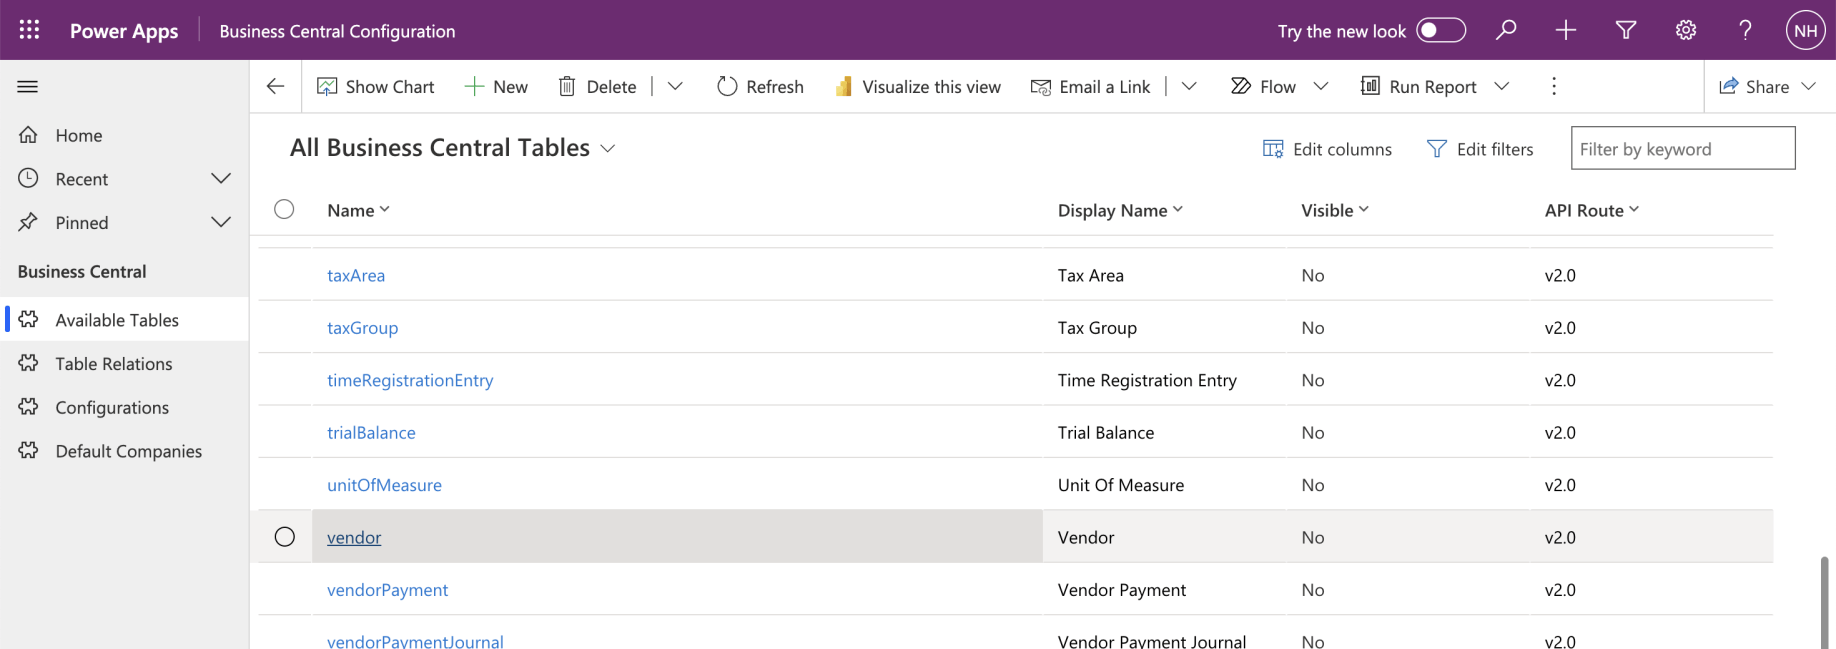 Power Apps Business Central Configuration Try the new look ? NH
Show Chart New Delete Refresh Visualize this view Email a Link Flow Run Report Share
Home
Recent
Pinned
Business Central
Available Tables
Table Relations
Configurations
Default Companies
All Business Central Tables Edit columns Edit filters Filter by keyword
Name Display Name Visible API Route
taxArea Tax Area No v2.0
taxGroup Tax Group No v2.0
timeRegistrationEntry Time Registration Entry No v2.0
trialBalance Trial Balance No v2.0
unitOfMeasure Unit Of Measure No v2.0
vendor Vendor No v2.0
vendorPayment Vendor Payment No v2.0
vendorPaymentJournal Vendor Payment Journal No v2.0